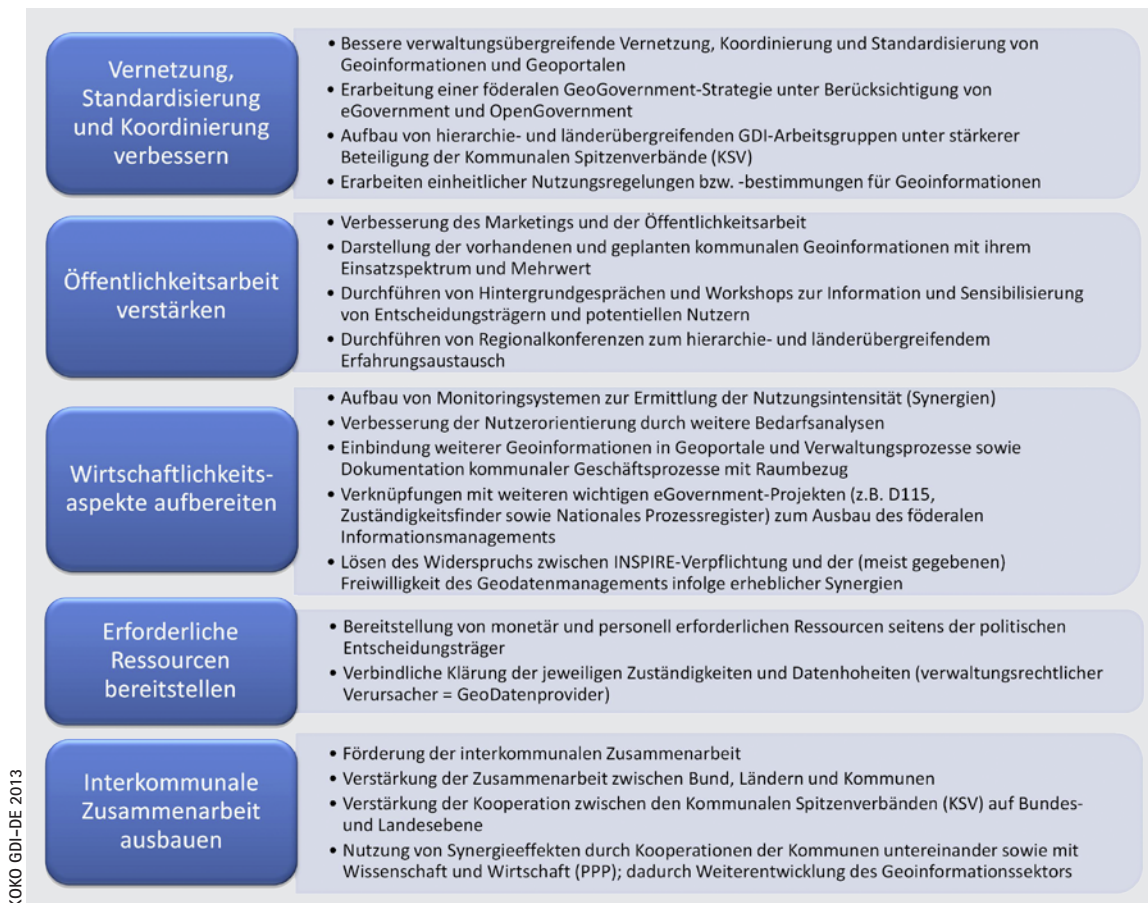 Vernetzung,
Standardisierung
und Koordinierung
verbessern
• Bessere verwaltungsübergreifende Vernetzung, Koordinierung und Standardisierung von
Geoinformationen und Geoportalen
• Erarbeitung einer föderalen GeoGovernment-Strategie unter Berücksichtigung von
eGovernment und OpenGovernment
• Aufbau von hierarchie- und länderübergreifenden GDI-Arbeitsgruppen unter stärkerer
Beteiligung der Kommunalen Spitzenverbände (KSV)
• Erarbeiten einheitlicher Nutzungsregelungen bzw. -bestimmungen für Geoinformationen
Öffentlichkeitsarbeit
verstärken
• Verbesserung des Marketings und der Öffentlichkeitsarbeit
• Darstellung der vorhandenen und geplanten kommunalen Geoinformationen mit ihrem
Einsatzspektrum und Mehrwert
• Durchführen von Hintergrundgesprächen und Workshops zur Information und Sensibilisierung
von Entscheidungsträgern und potentiellen Nutzern
• Durchführen von Regionalkonferenzen zum hierarchie- und länderübergreifendem
Erfahrungsaustausch
Wirtschaftlichkeits-
aspekte aufbereiten
• Aufbau von Monitoringsystemen zur Ermittlung der Nutzungsintensität (Synergien)
• Verbesserung der Nutzerorientierung durch weitere Bedarfsanalysen
• Einbindung weiterer Geoinformationen in Geoportale und Verwaltungsprozesse sowie
Dokumentation kommunaler Geschäftsprozesse mit Raumbezug
• Verknüpfungen mit weiteren wichtigen eGovernment-Projekten (z.B. D115,
Zuständigkeitsfinder sowie Nationales Prozessregister) zum Ausbau des föderalen
Informationsmanagements
• Lösen des Widerspruchs zwischen INSPIRE-Verpflichtung und der (meist gegebenen)
Freiwilligkeit des Geodatenmanagements infolge erheblicher Synergien
Erforderliche
Ressourcen
bereitstellen
• Bereitstellung von monetär und personell erforderlichen Ressourcen seitens der politischen
Entscheidungsträger
• Verbindliche Klärung der jeweiligen Zuständigkeiten und Datenhoheiten (verwaltungsrechtlicher
Verursacher = GeoDatenprovider)
Interkommunale
Zusammenarbeit
ausbauen
• Förderung der interkommunalen Zusammenarbeit
• Verstärkung der Zusammenarbeit zwischen Bund, Ländern und Kommunen
• Verstärkung der Kooperation zwischen den Kommunalen Spitzenverbänden (KSV) auf Bundes-
und Landesebene
• Nutzung von Synergieeffekten durch Kooperationen der Kommunen untereinander sowie mit
Wissenschaft und Wirtschaft (PPP); dadurch Weiterentwicklung des Geoinformationssektors
KOKO GDI-DE 2013